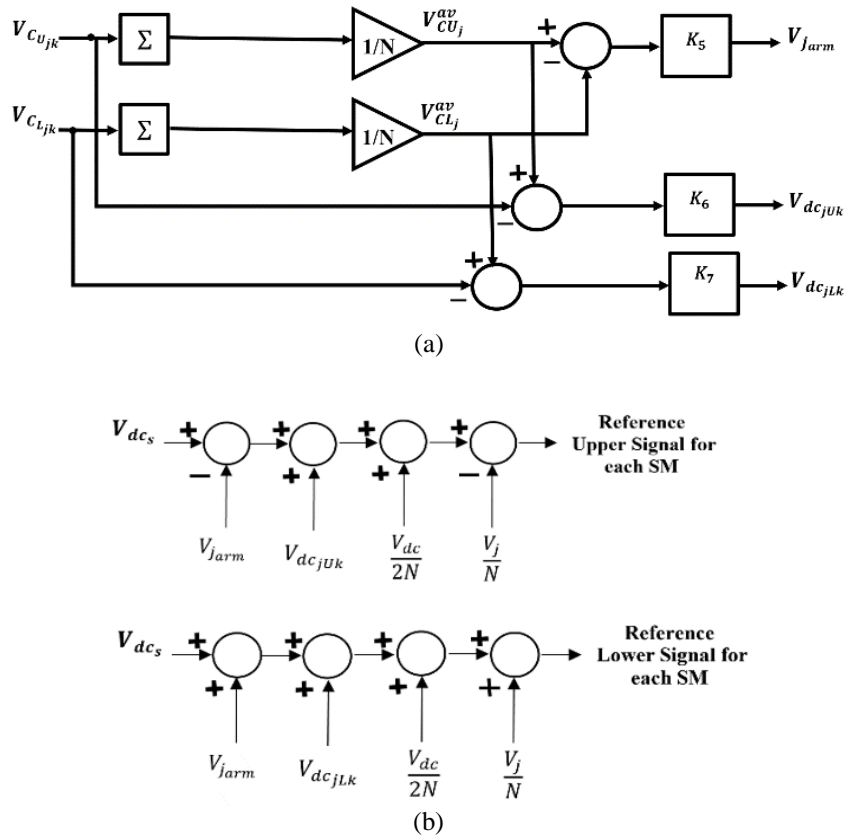 V_{C_{U_{jk}}} Σ 1/N V^{av}_{CU_j} + − K_5 V_{j_{arm}}
V_{C_{L_{jk}}} Σ 1/N V^{av}_{CL_j}
+ − K_6 V_{dc_{jUk}}
+ − K_7 V_{dc_{jLk}}
(a)
V_{dc_s} + − + + + + + − Reference
Upper Signal for
each SM
V_{j_{arm}} V_{dc_{jUk}} V_{dc}/2N V_j/N
V_{dc_s} + + + + + + + + Reference
Lower Signal for
each SM
V_{j_{arm}} V_{dc_{jLk}} V_{dc}/2N V_j/N
(b)